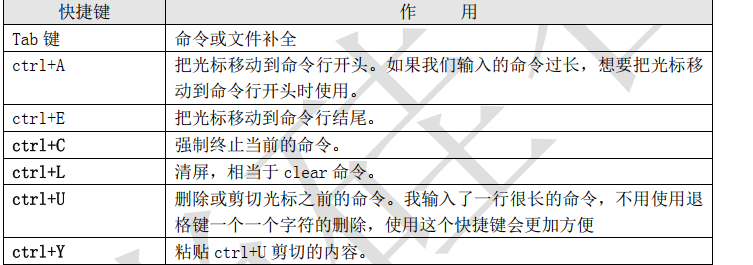 快捷键 作 用
Tab 键 命令或文件补全
ctrl+A 把光标移动到命令行开头。如果我们输入的命令过长，想要把光标移
动到命令行开头时使用。
ctrl+E 把光标移动到命令行结尾。
ctrl+C 强制终止当前的命令。
ctrl+L 清屏，相当于 clear 命令。
ctrl+U 删除或剪切光标之前的命令。我输入了一行很长的命令，不用使用退
格键一个一个字符的删除，使用这个快捷键会更加方便
ctrl+Y 粘贴 ctrl+U 剪切的内容。